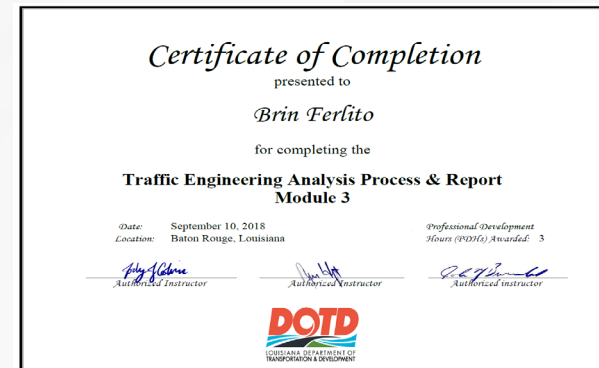 Certificate of Completion
presented to
Brin Ferlito
for completing the
Traffic Engineering Analysis Process & Report
Module 3
Date: September 10, 2018
Location: Baton Rouge, Louisiana
Professional Development
Hours (PDHs) Awarded: 3
Authorized Instructor
Authorized Instructor
Authorized instructor
DOTD
LOUISIANA DEPARTMENT OF
TRANSPORTATION & DEVELOPMENT